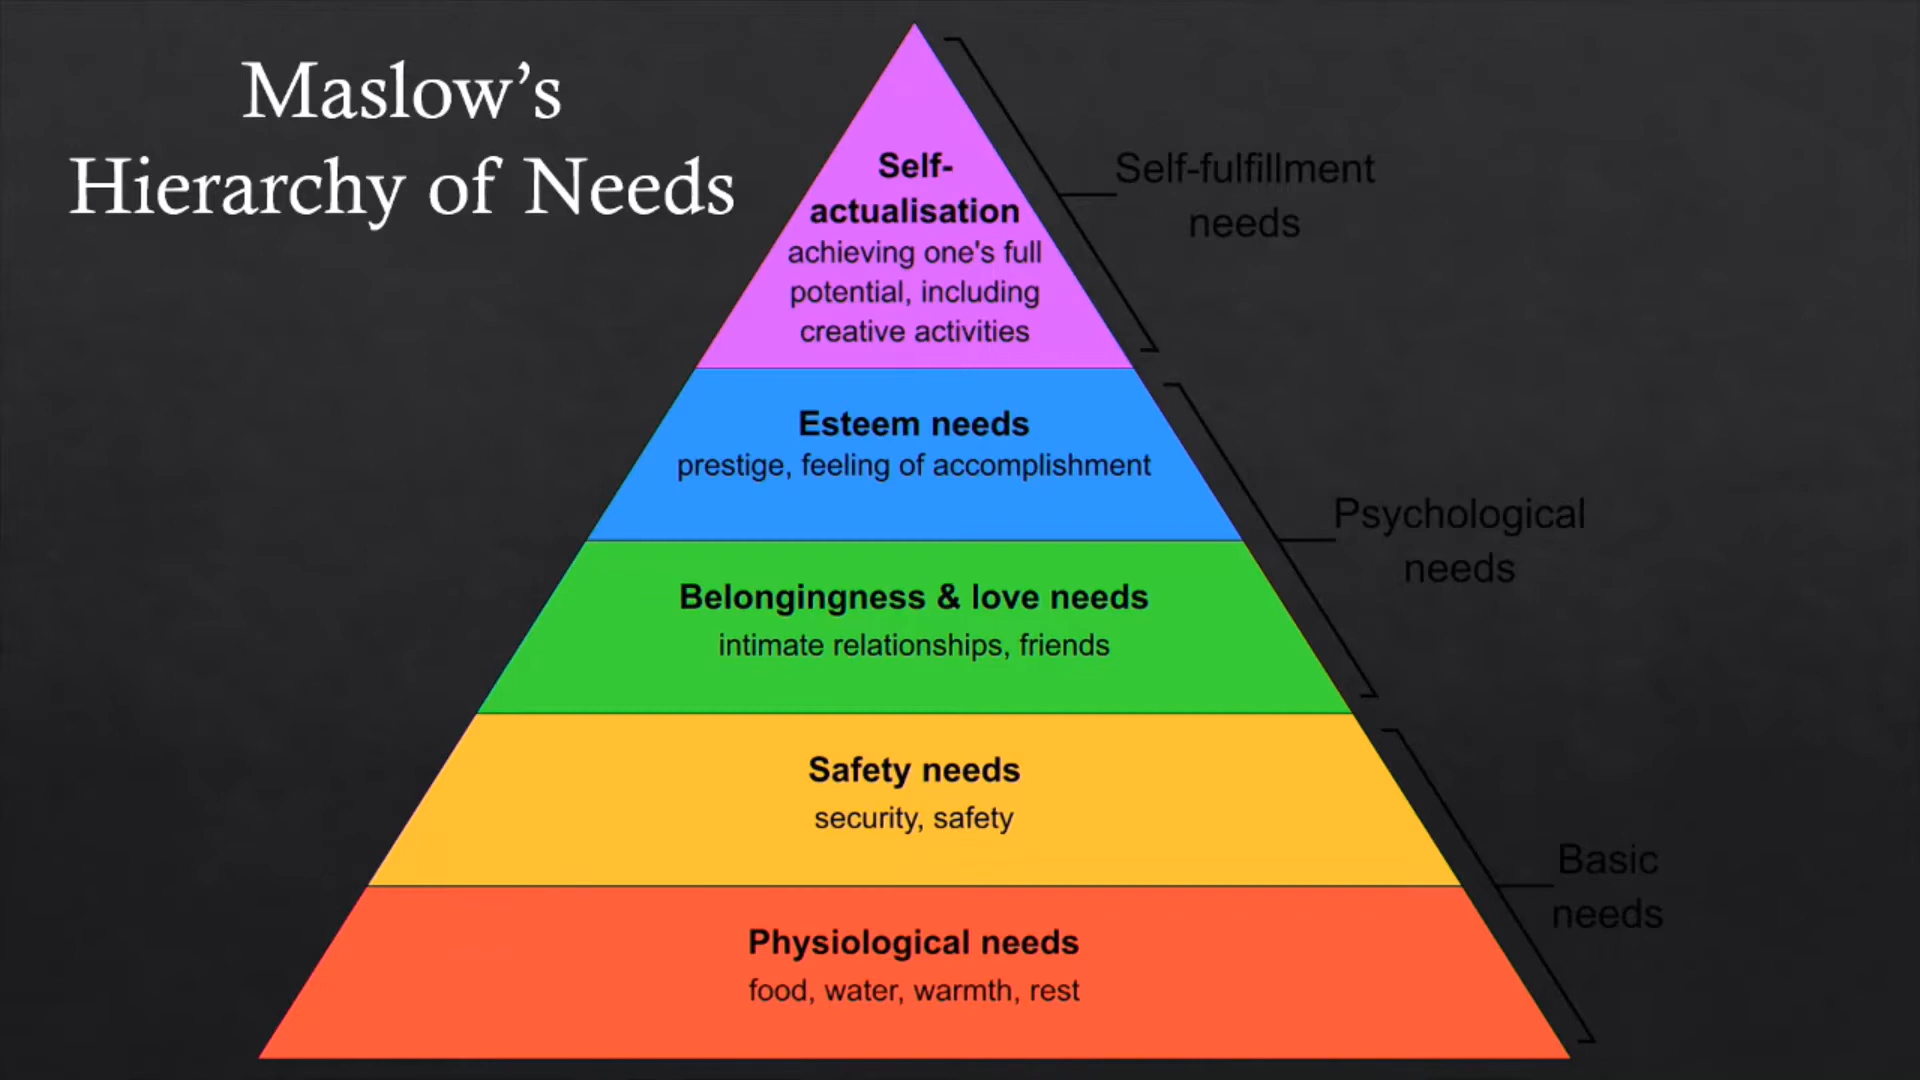 Maslow’s
Hierarchy of Needs
Self-
actualisation
achieving one's full
potential, including
creative activities
Self-fulfillment
needs
Esteem needs
prestige, feeling of accomplishment
Psychological
needs
Belongingness & love needs
intimate relationships, friends
Safety needs
security, safety
Basic
needs
Physiological needs
food, water, warmth, rest